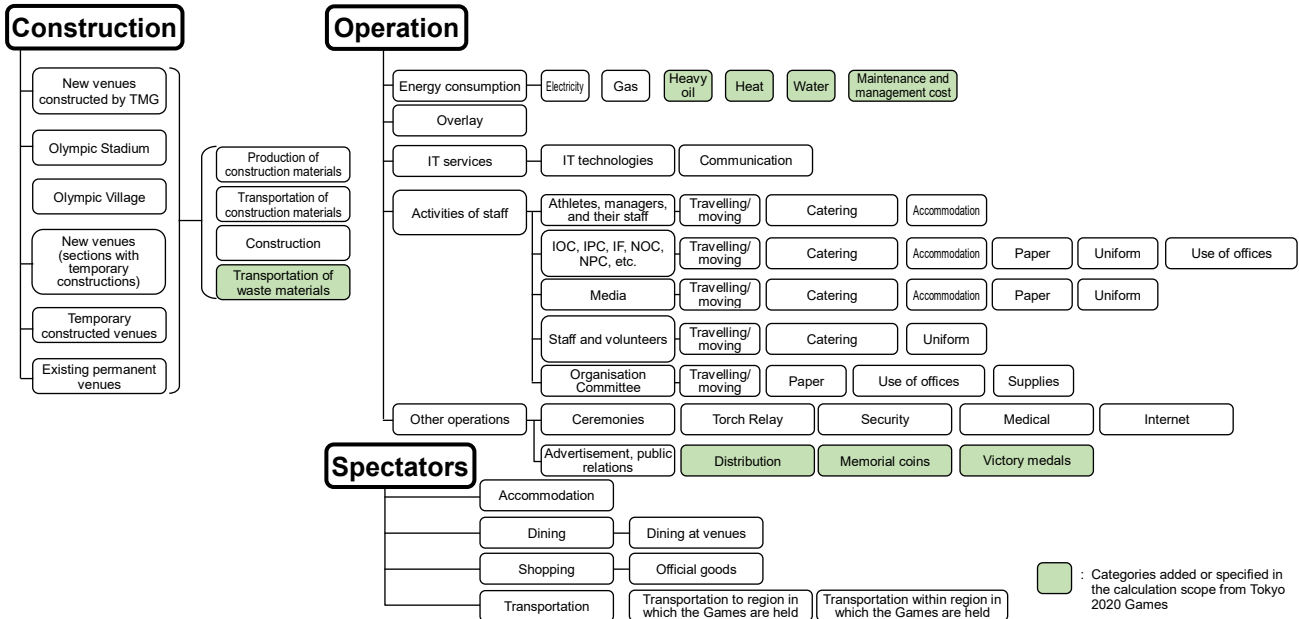 Construction
New venues
constructed by TMG
Olympic Stadium
Olympic Village
New venues
(sections with
temporary
constructions)
Temporary
constructed venues
Existing permanent
venues
Production of
construction materials
Transportation of
construction materials
Construction
Transportation of
waste materials
Operation
Energy consumption
Electricity
Gas
Heavy
oil
Heat
Water
Maintenance and
management cost
Overlay
IT services
IT technologies
Communication
Activities of staff
Athletes, managers,
and their staff
Travelling/
moving
Catering
Accommodation
IOC, IPC, IF, NOC,
NPC, etc.
Travelling/
moving
Catering
Accommodation
Paper
Uniform
Use of offices
Media
Travelling/
moving
Catering
Accommodation
Paper
Uniform
Staff and volunteers
Travelling/
moving
Catering
Uniform
Organisation
Committee
Travelling/
moving
Paper
Use of offices
Supplies
Other operations
Ceremonies
Torch Relay
Security
Medical
Internet
Advertisement, public
relations
Distribution
Memorial coins
Victory medals
Spectators
Accommodation
Dining
Dining at venues
Shopping
Official goods
Transportation
Transportation to region in
which the Games are held
Transportation within region in
which the Games are held
: Categories added or specified in
the calculation scope from Tokyo
2020 Games